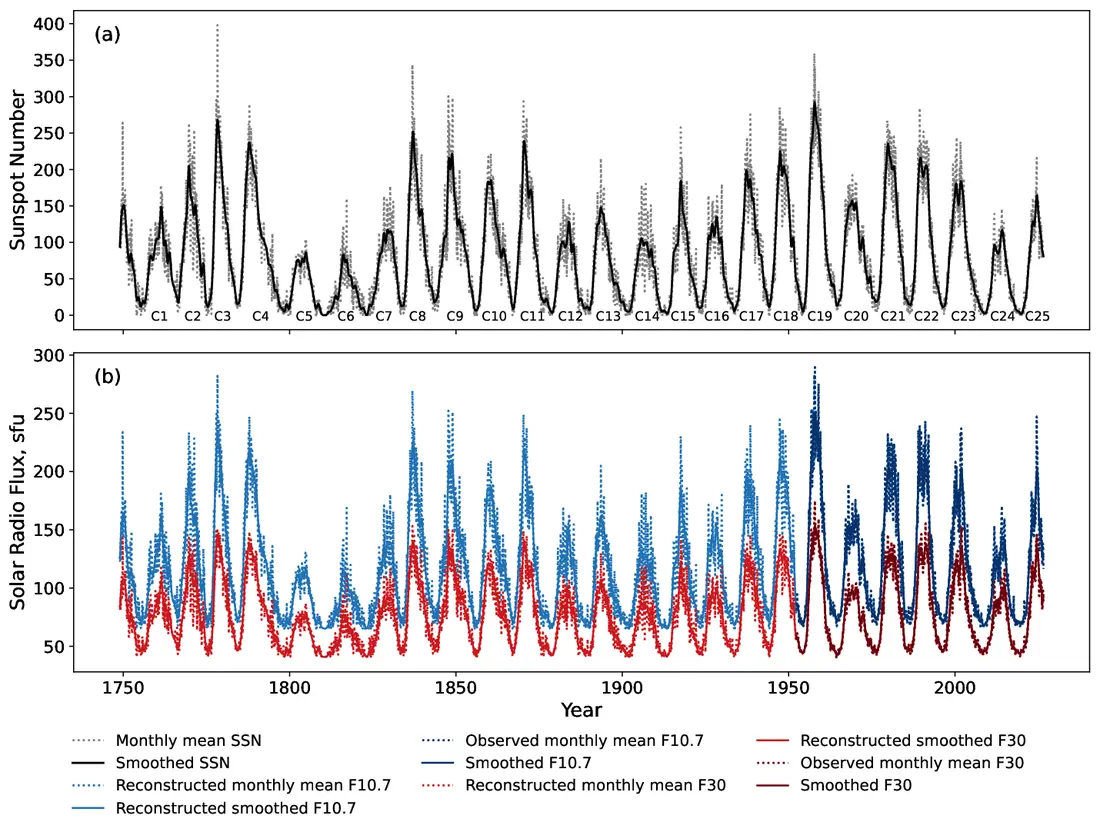 (a)
400
350
300
250
200
150
100
50
0
Sunspot Number
C1 C2 C3 C4 C5 C6 C7 C8 C9 C10 C11 C12 C13 C14 C15 C16 C17 C18 C19 C20 C21 C22 C23 C24 C25
(b)
300
250
200
150
100
50
Solar Radio Flux, sfu
1750 1800 1850 1900 1950 2000
Year
Monthly mean SSN
Smoothed SSN
Reconstructed monthly mean F10.7
Reconstructed smoothed F10.7
Observed monthly mean F10.7
Smoothed F10.7
Reconstructed monthly mean F30
Reconstructed smoothed F30
Observed monthly mean F30
Smoothed F30